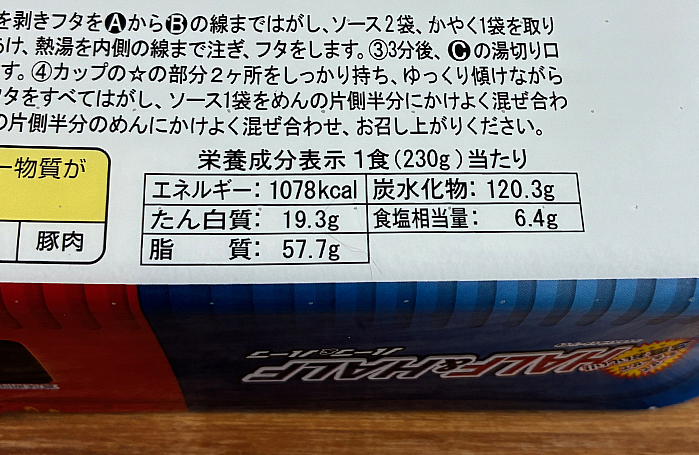 を剥きフタをⒶからⒷの線まではがし、ソース2袋、かやく1袋を取り
け、熱湯を内側の線まで注ぎ、フタをします。③3分後、Ⓒの湯切り口
す。④カップの☆の部分2ヶ所をしっかり持ち、ゆっくり傾けながら
タをすべてはがし、ソース1袋をめんの片側半分にかけよく混ぜ合わ
の片側半分のめんにかけよく混ぜ合わせ、お召し上がりください。
栄養成分表示 1食(230g)当たり
エネルギー: 1078kcal 炭水化物: 120.3g
たん白質: 19.3g 食塩相当量: 6.4g
脂質: 57.7g
ー物質が
豚肉
HALF&HALF
ハーフ&ハーフ